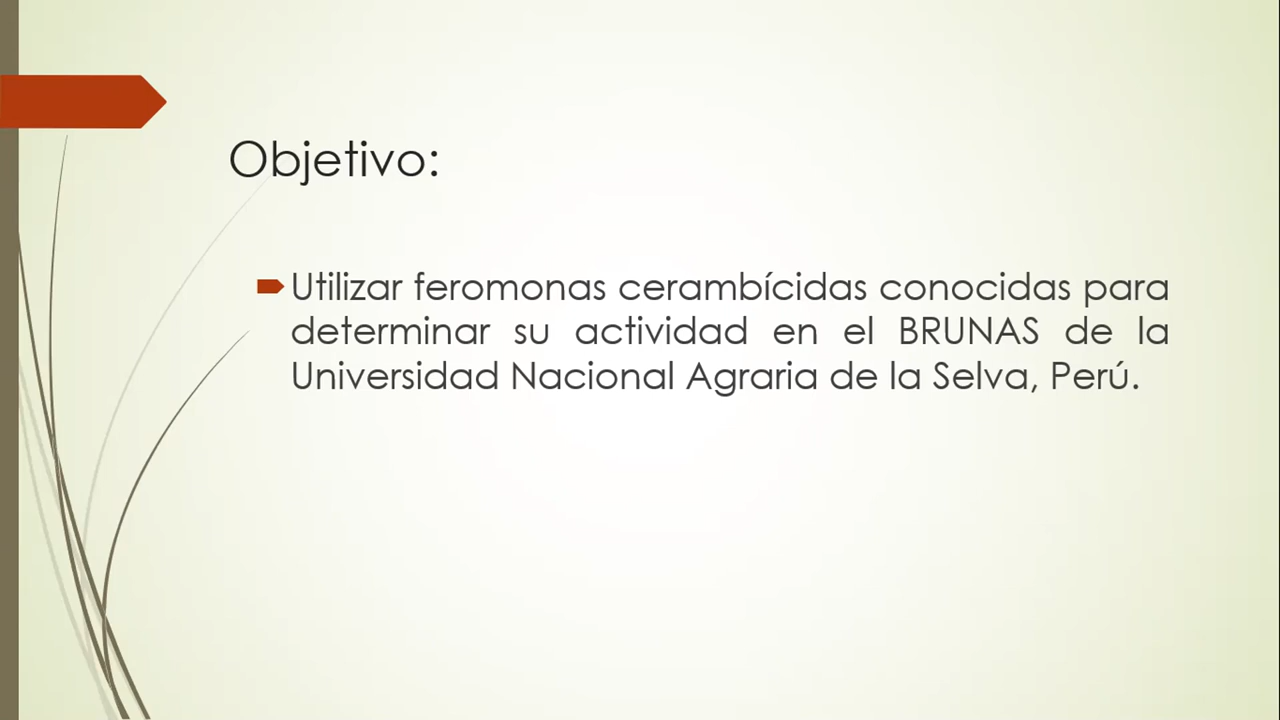 Objetivo:
Utilizar feromonas cerambícidas conocidas para
determinar su actividad en el BRUNAS de la
Universidad Nacional Agraria de la Selva, Perú.